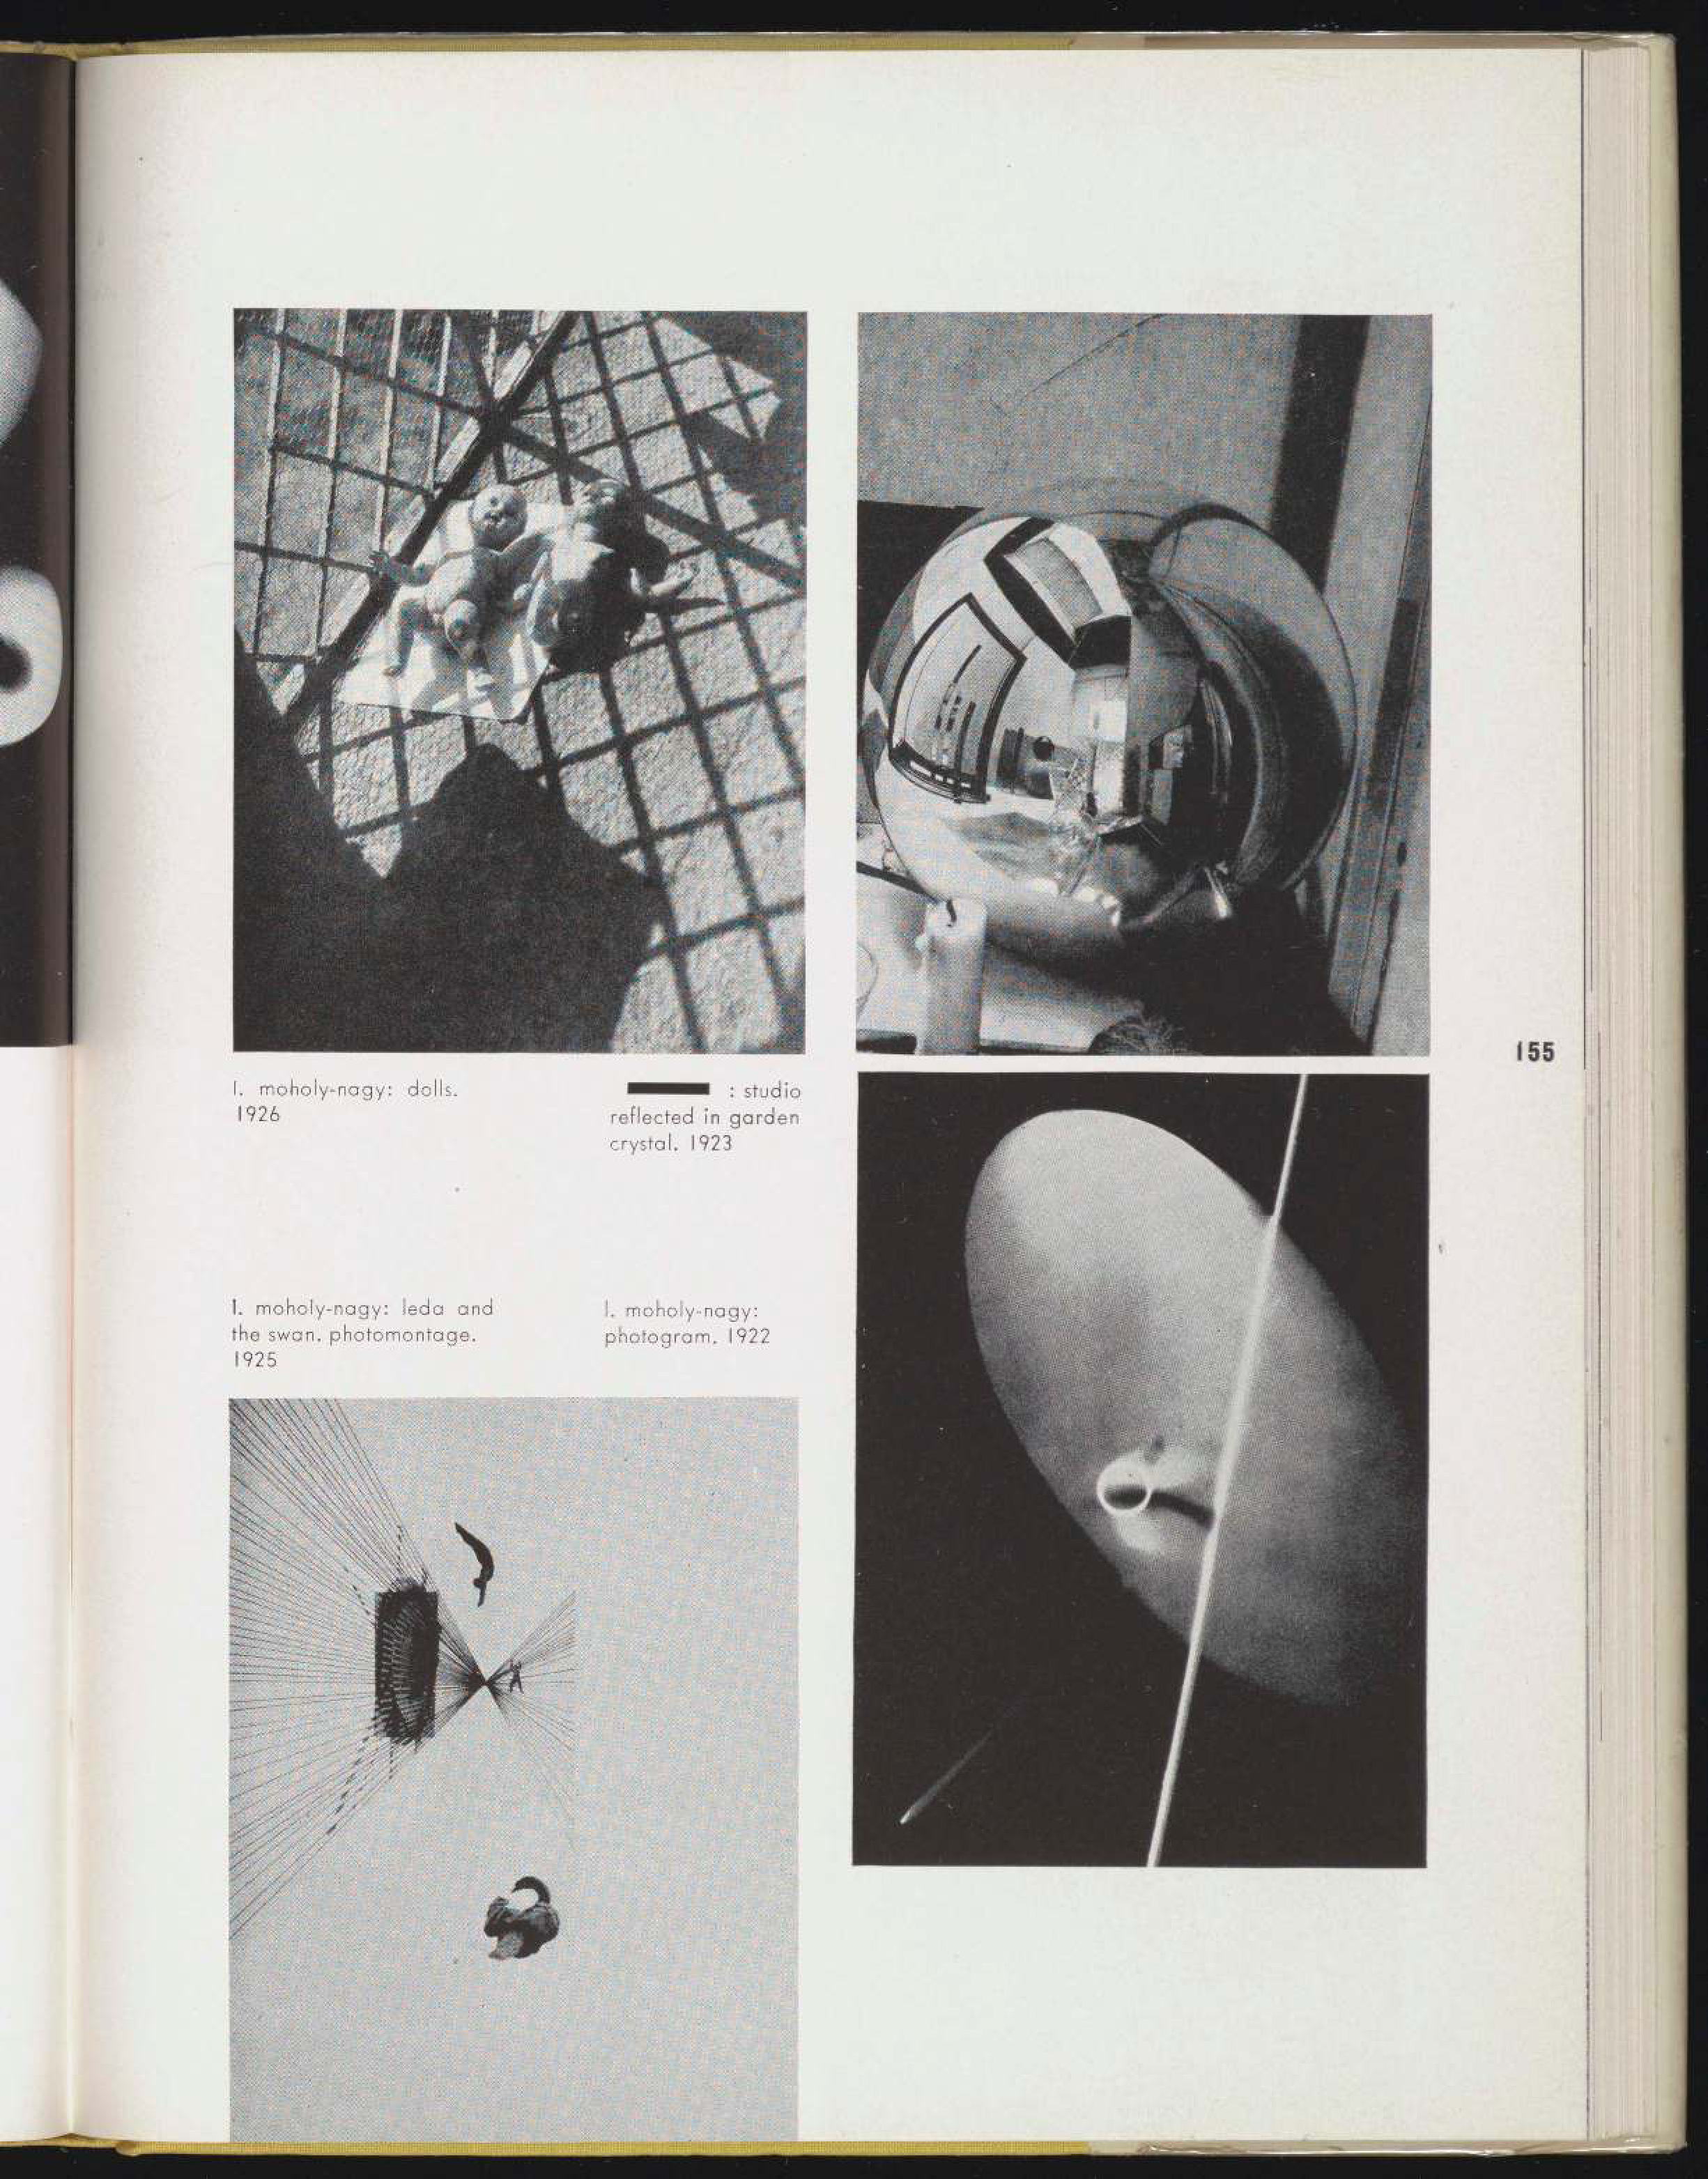 l. moholy-nagy: dolls.
1926
: studio
reflected in garden
crystal. 1923
155
l. moholy-nagy: leda and
the swan. photomontage.
1925
l. moholy-nagy:
photogram. 1922